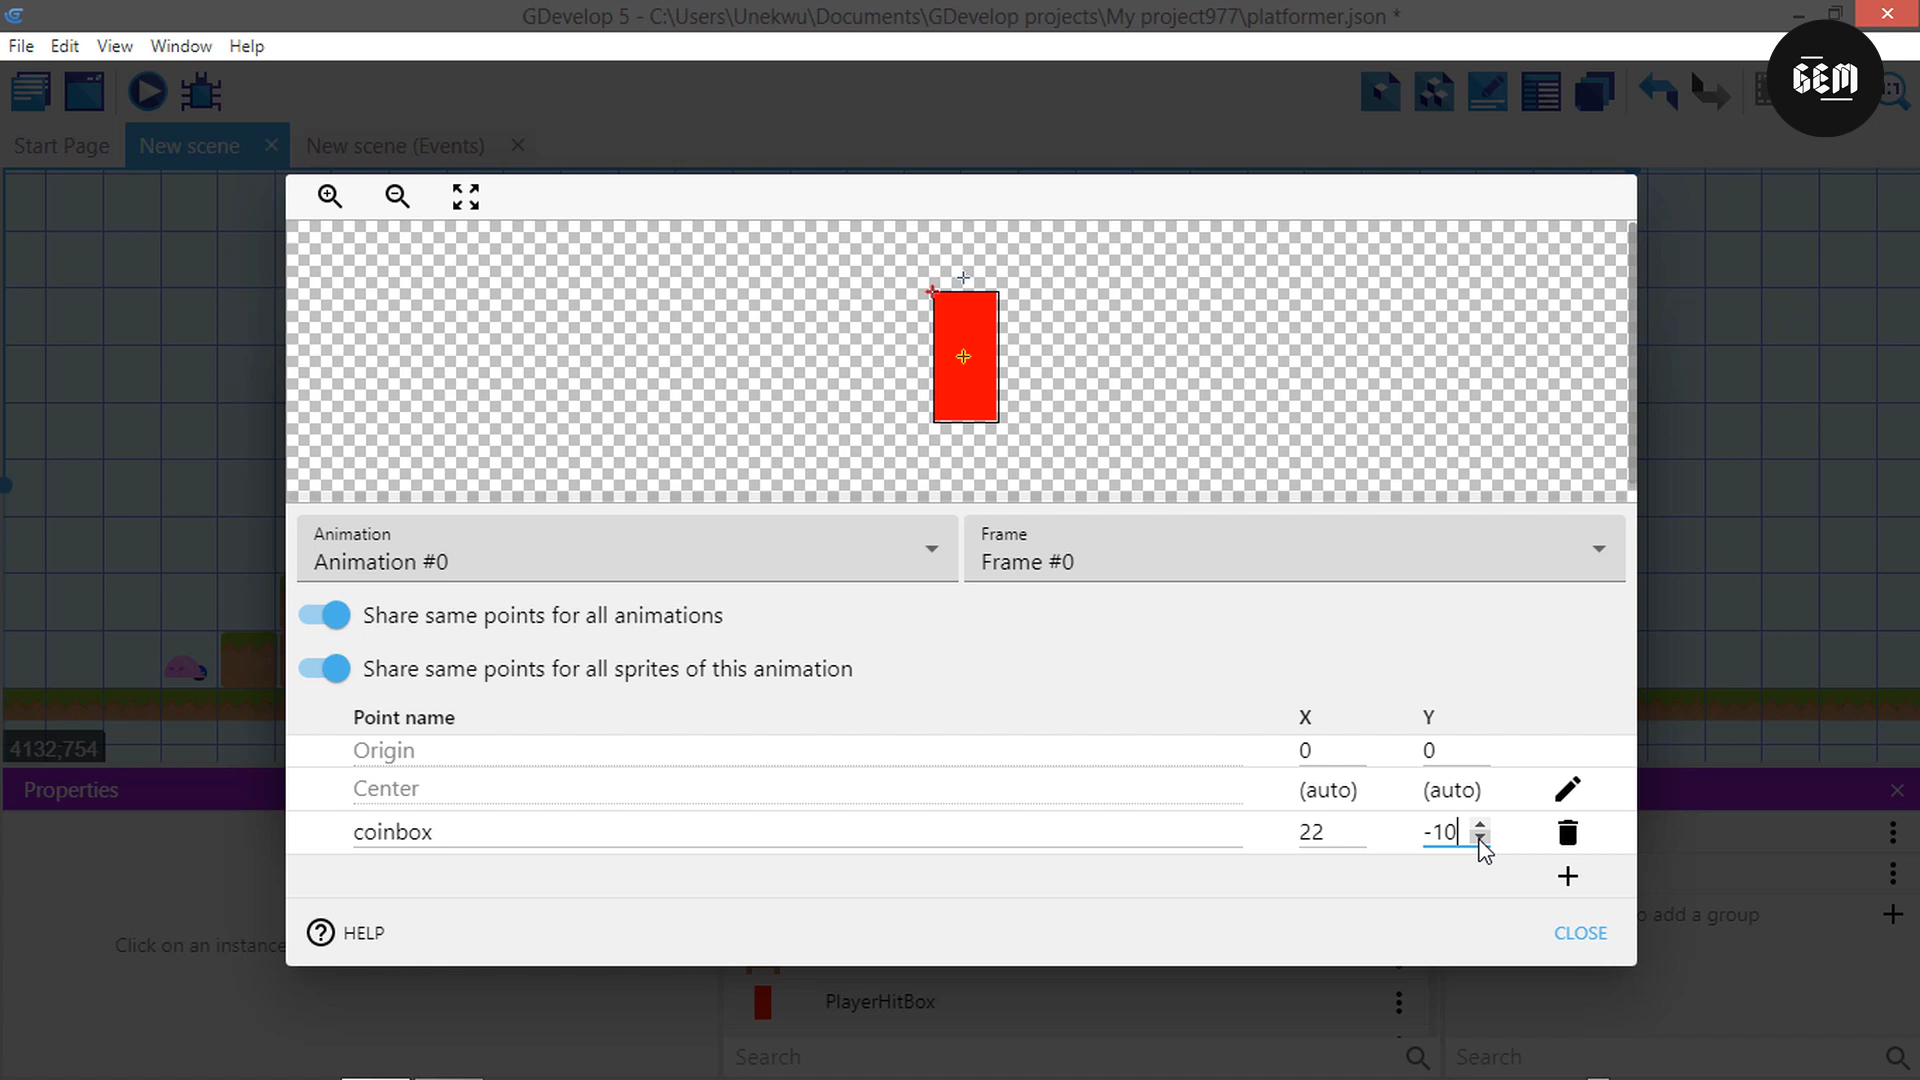 GDevelop 5 - C:\Users\Unekwu\Documents\GDevelop projects\My project977\platformer.json *
File Edit View Window Help
GEM
1:1
Start Page New scene × New scene (Events) ×
Animation
Animation #0
Frame
Frame #0
Share same points for all animations
Share same points for all sprites of this animation
Point name X Y
Origin 0 0
Center (auto) (auto)
coinbox 22 -10
? HELP
CLOSE
4132;754
Properties
Click on an instance
o add a group
PlayerHitBox
Search
Search